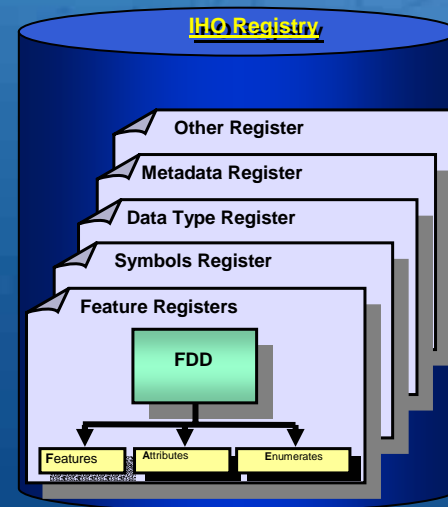 IHO Registry
Other Register
Metadata Register
Data Type Register
Symbols Register
Feature Registers
FDD
Features Attributes Enumerates